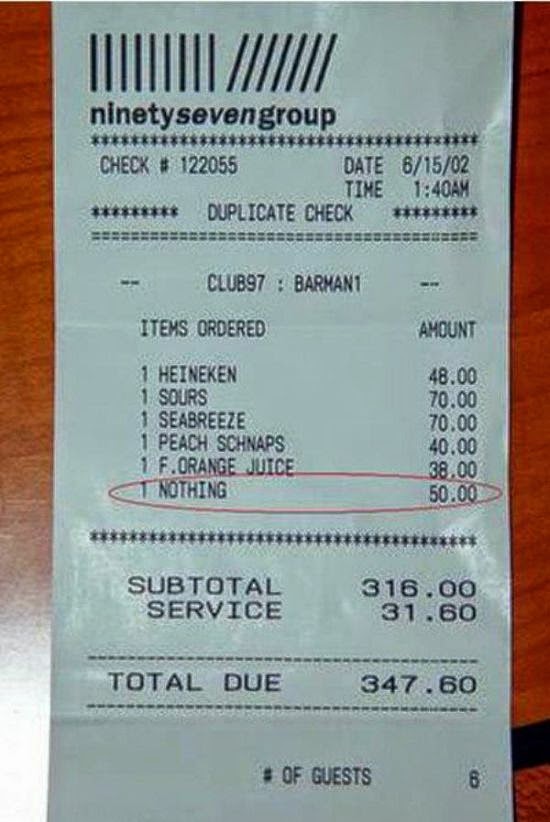 ninetysevengroup
****************************************
CHECK # 122055 DATE 6/15/02
TIME 1:40AM
********* DUPLICATE CHECK *********
========================================
-- CLUB97 : BARMAN1 --
ITEMS ORDERED AMOUNT
1 HEINEKEN 48.00
1 SOURS 70.00
1 SEABREEZE 70.00
1 PEACH SCHNAPS 40.00
1 F.ORANGE JUICE 38.00
1 NOTHING 50.00
****************************************
SUBTOTAL 316.00
SERVICE 31.60
----------------------------------------
TOTAL DUE 347.60
----------------------------------------
# OF GUESTS 6